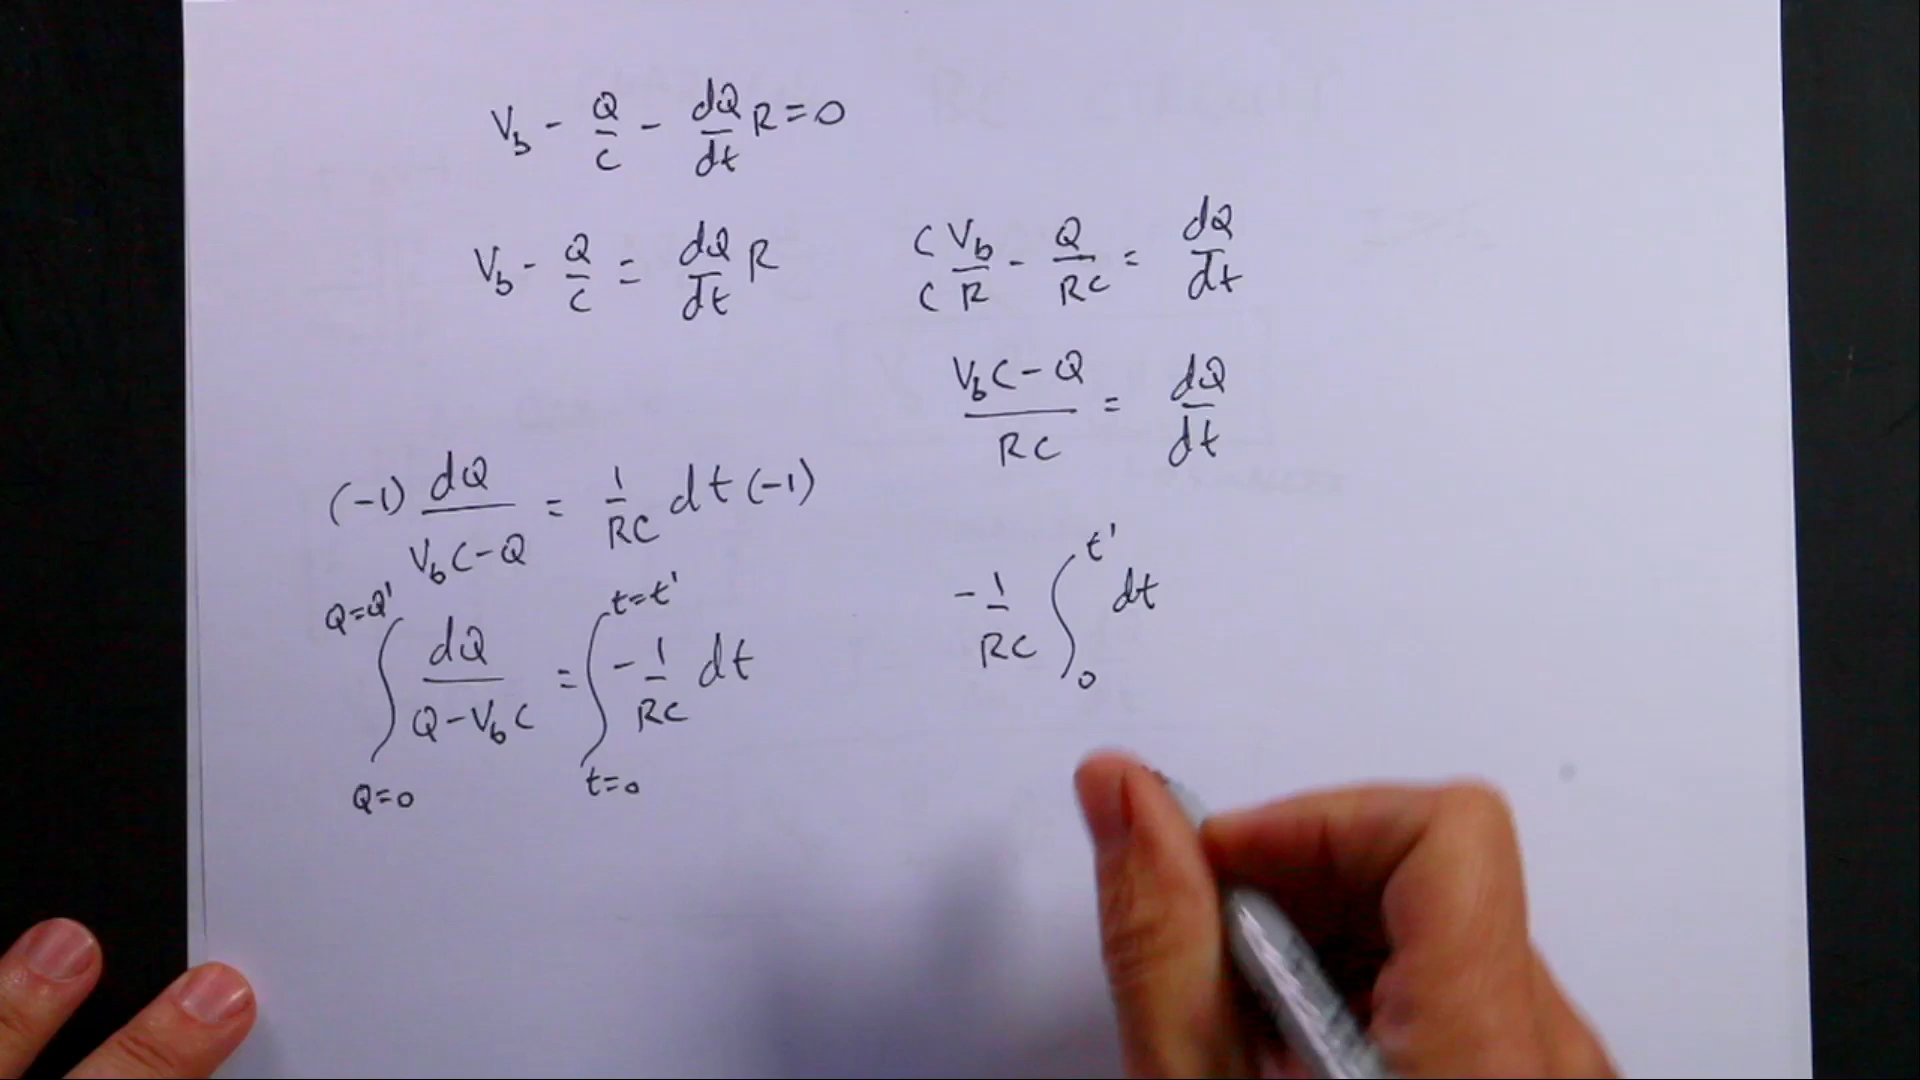 V_b - Q/C - dQ/dt R = 0
V_b - Q/C = dQ/dt R
C/C V_b/R - Q/RC = dQ/dt
(V_b C - Q)/RC = dQ/dt
(-1) dQ/(V_b C - Q) = 1/RC dt (-1)
∫_{Q=0}^{Q=Q'} dQ/(Q - V_b C) = ∫_{t=0}^{t=t'} - 1/RC dt
- 1/RC ∫_0^{t'} dt